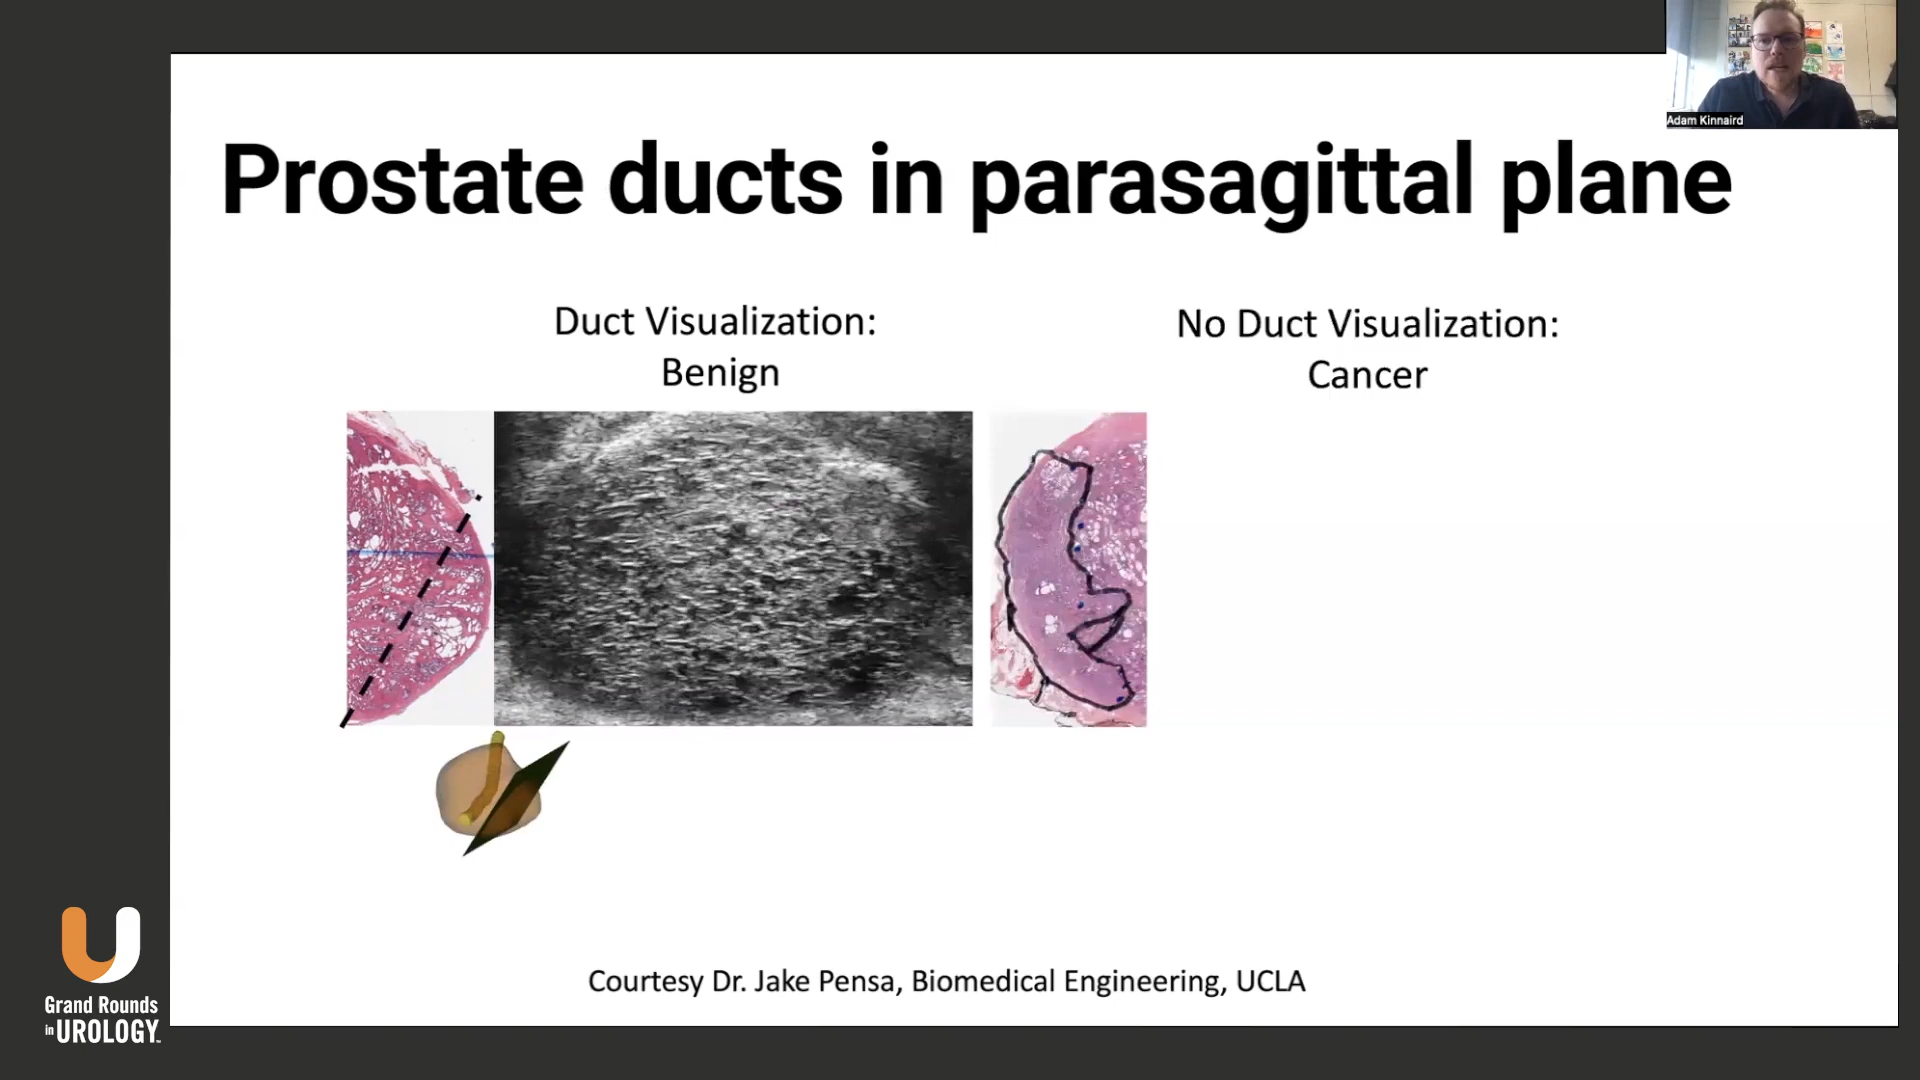 Adam Kinnaird
Prostate ducts in parasagittal plane
Duct Visualization:
Benign
No Duct Visualization:
Cancer
Courtesy Dr. Jake Pensa, Biomedical Engineering, UCLA
Grand Rounds
in UROLOGY